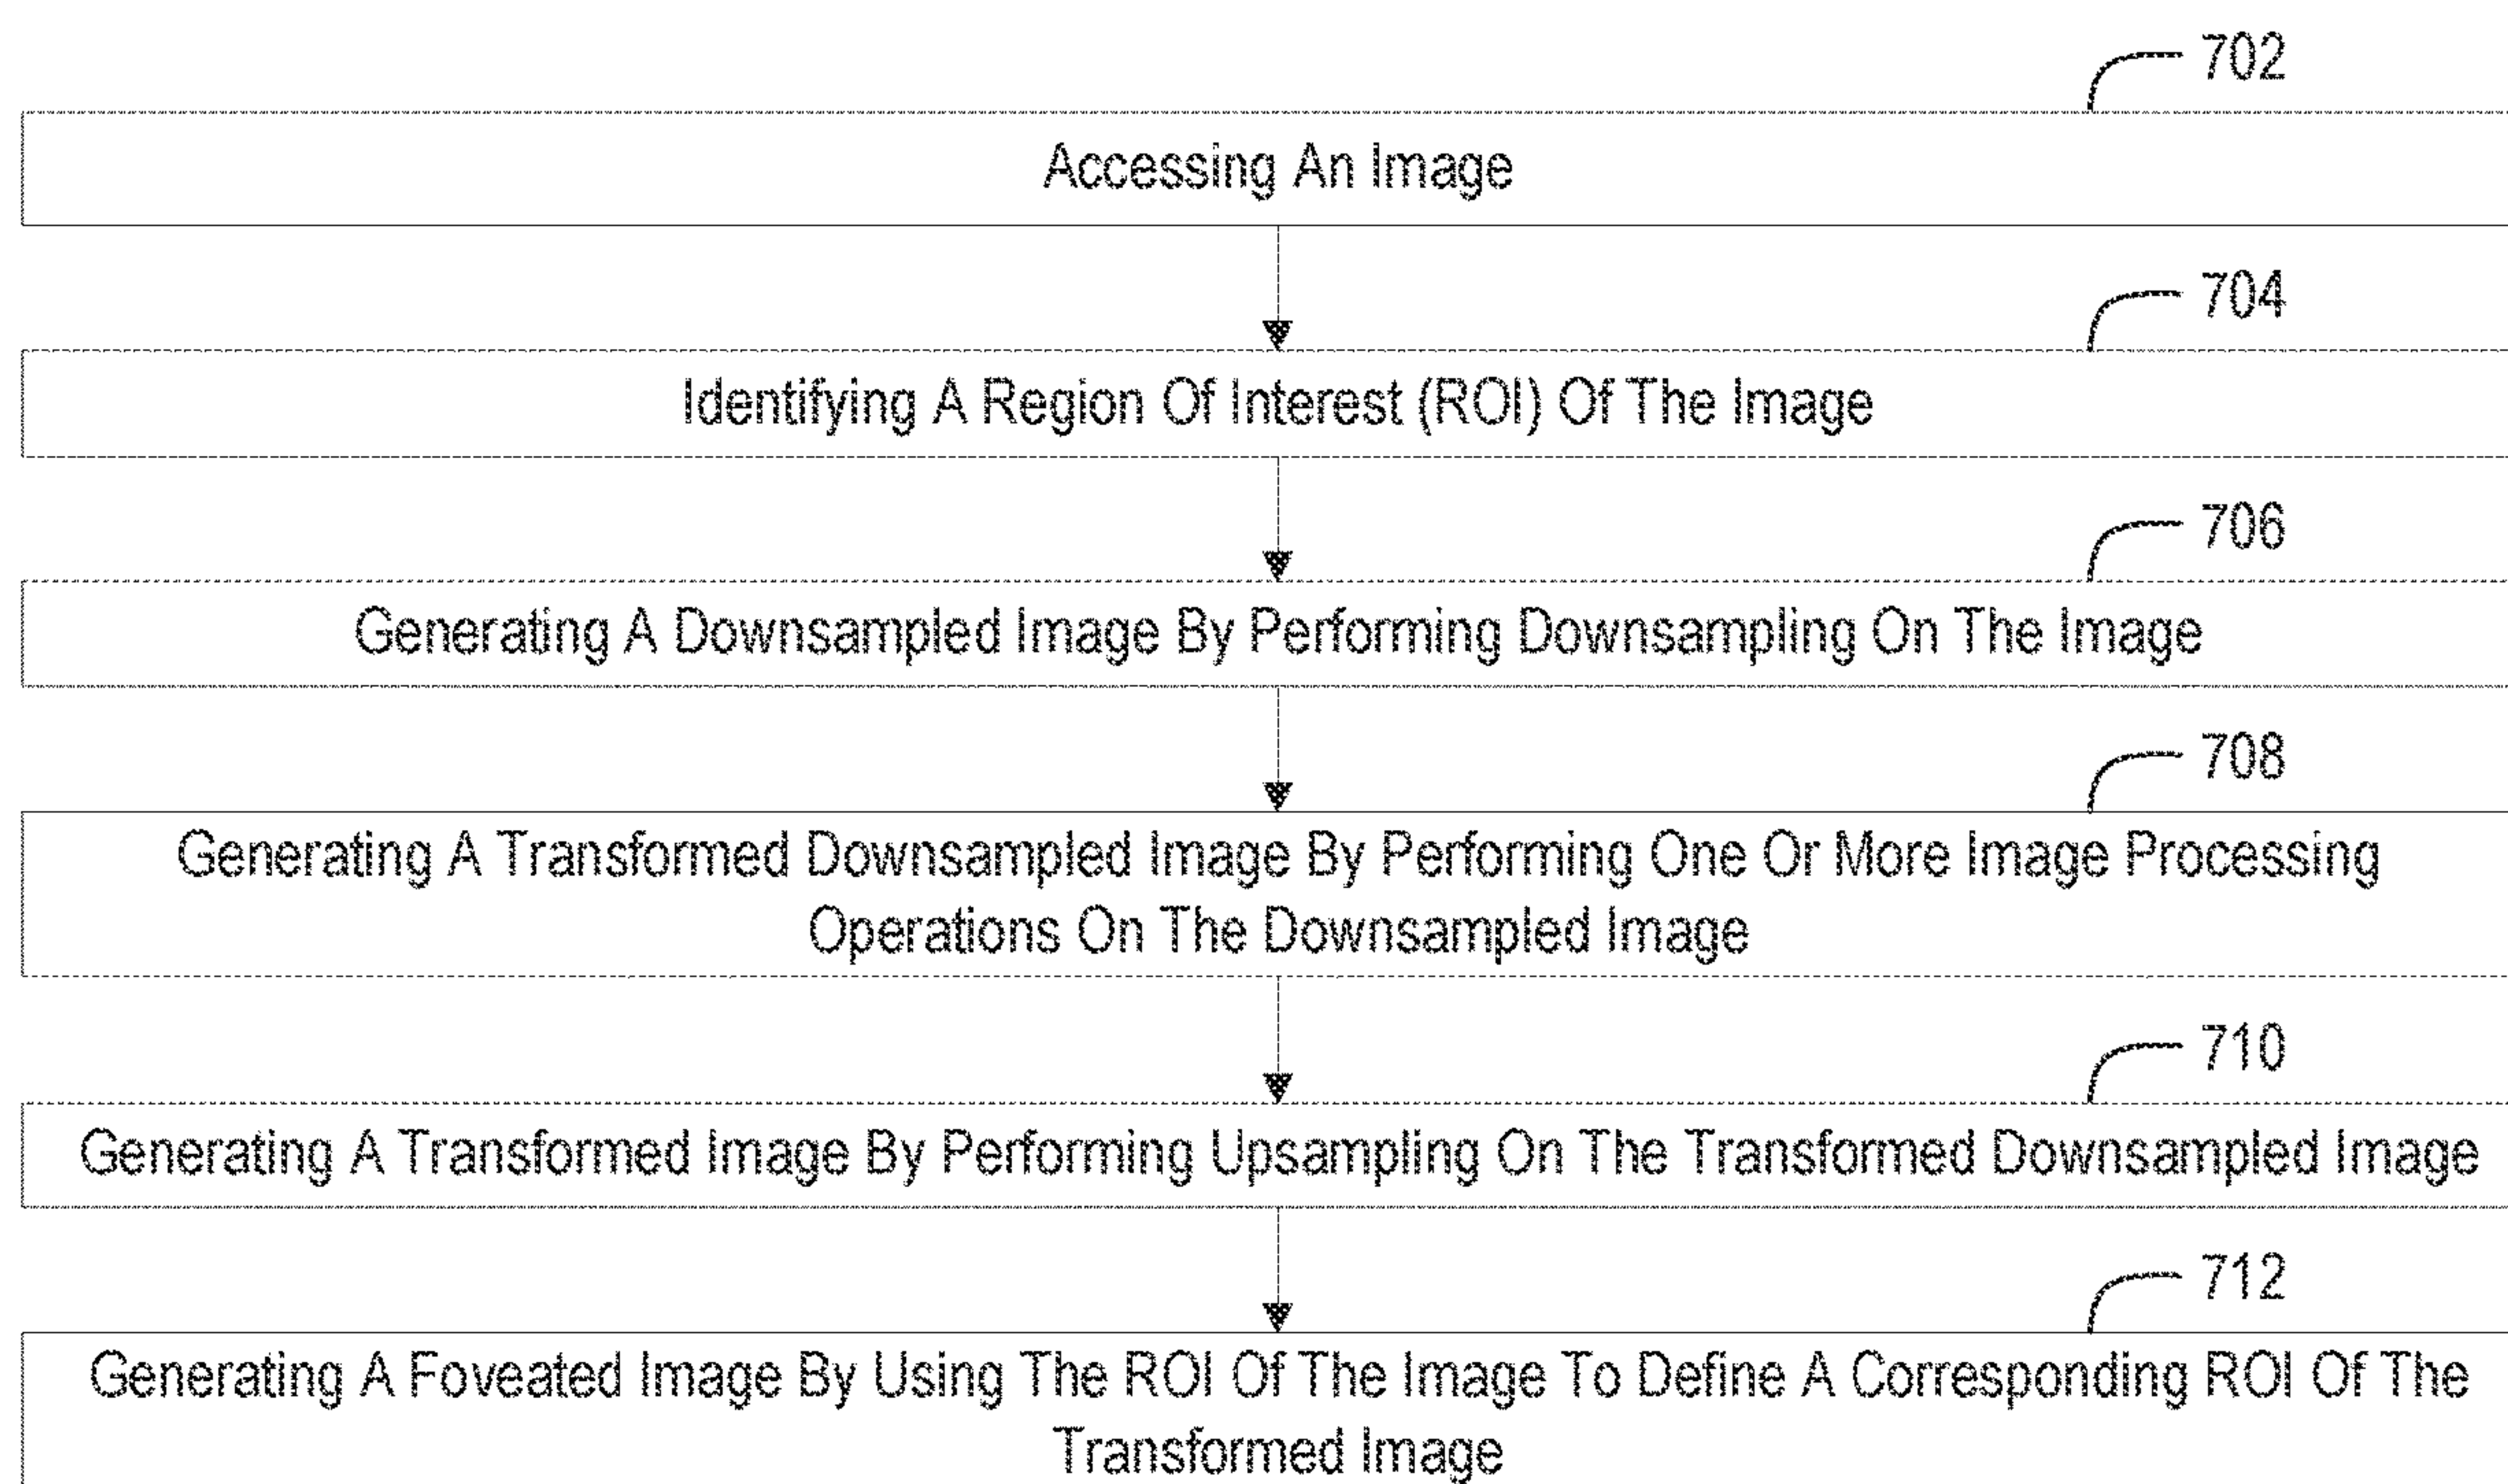 702
Accessing An Image
704
Identifying A Region Of Interest (ROI) Of The Image
706
Generating A Downsampled Image By Performing Downsampling On The Image
708
Generating A Transformed Downsampled Image By Performing One Or More Image Processing
Operations On The Downsampled Image
710
Generating A Transformed Image By Performing Upsampling On The Transformed Downsampled Image
712
Generating A Foveated Image By Using The ROI Of The Image To Define A Corresponding ROI Of The
Transformed Image